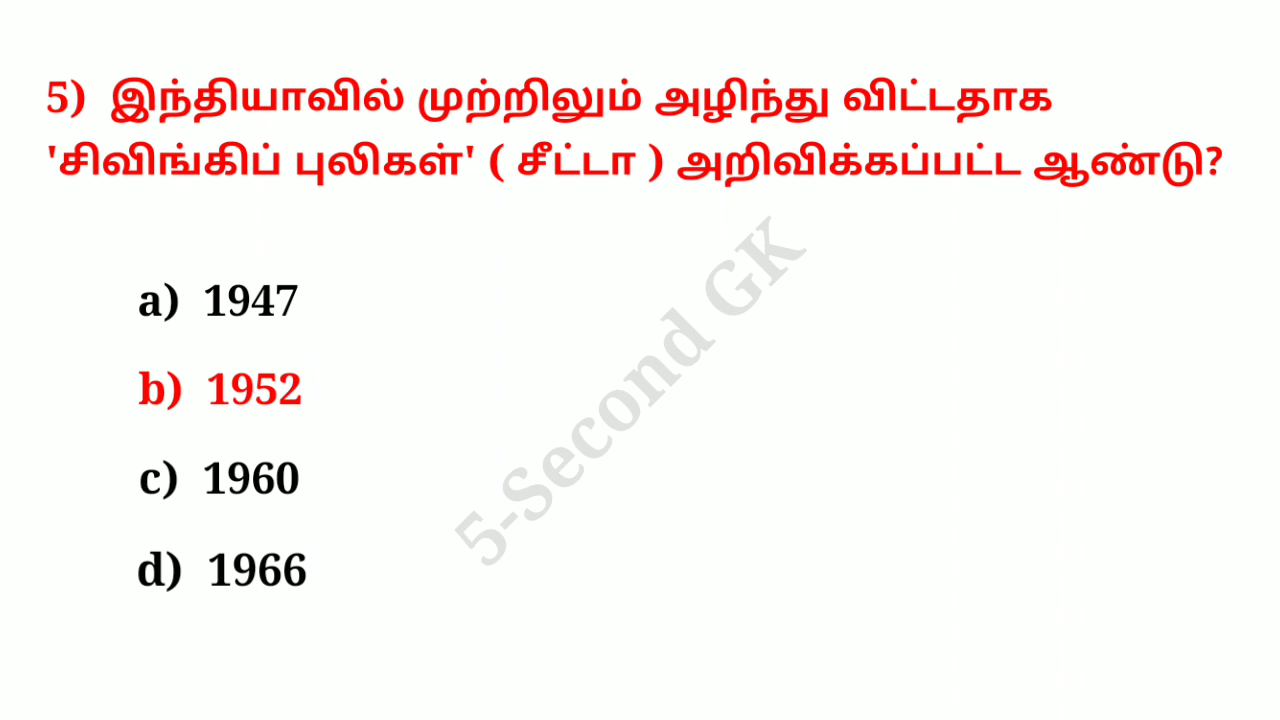 5) இந்தியாவில் முற்றிலும் அழிந்து விட்டதாக
'சிவிங்கிப் புலிகள்' ( சீட்டா ) அறிவிக்கப்பட்ட ஆண்டு?
a) 1947
b) 1952
c) 1960
d) 1966
5-Second GK